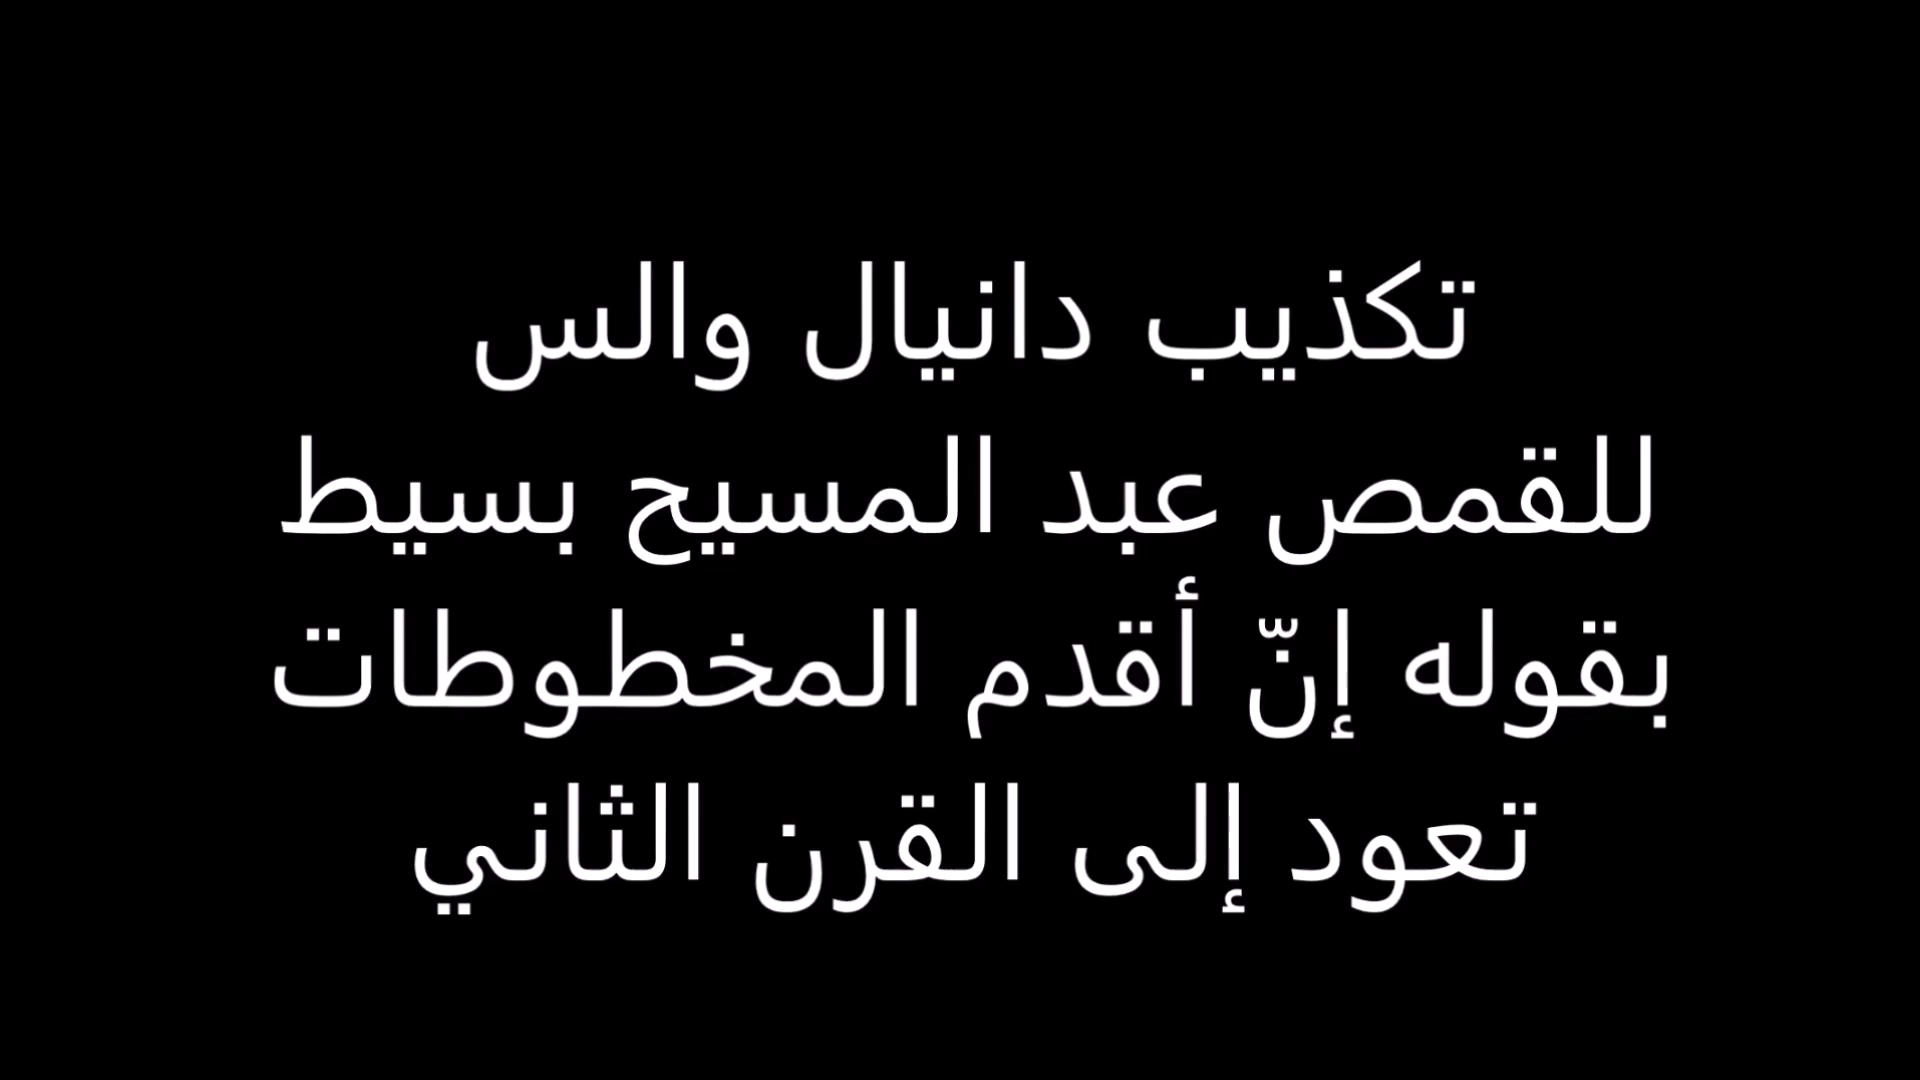 تكذيب دانيال والس
للقمص عبد المسيح بسيط
بقوله إنّ أقدم المخطوطات
تعود إلى القرن الثاني